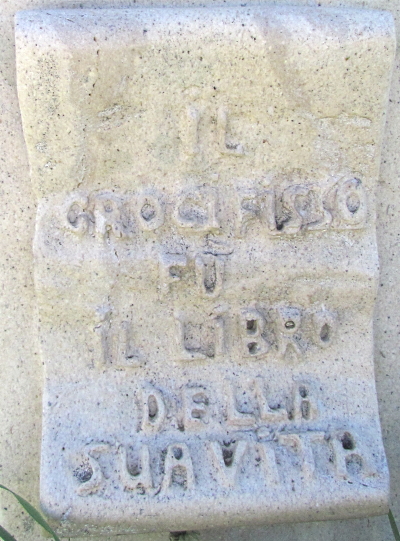 IL
CROCIFISSO
FÙ
IL LIBRO
DELLA
SUA VITA